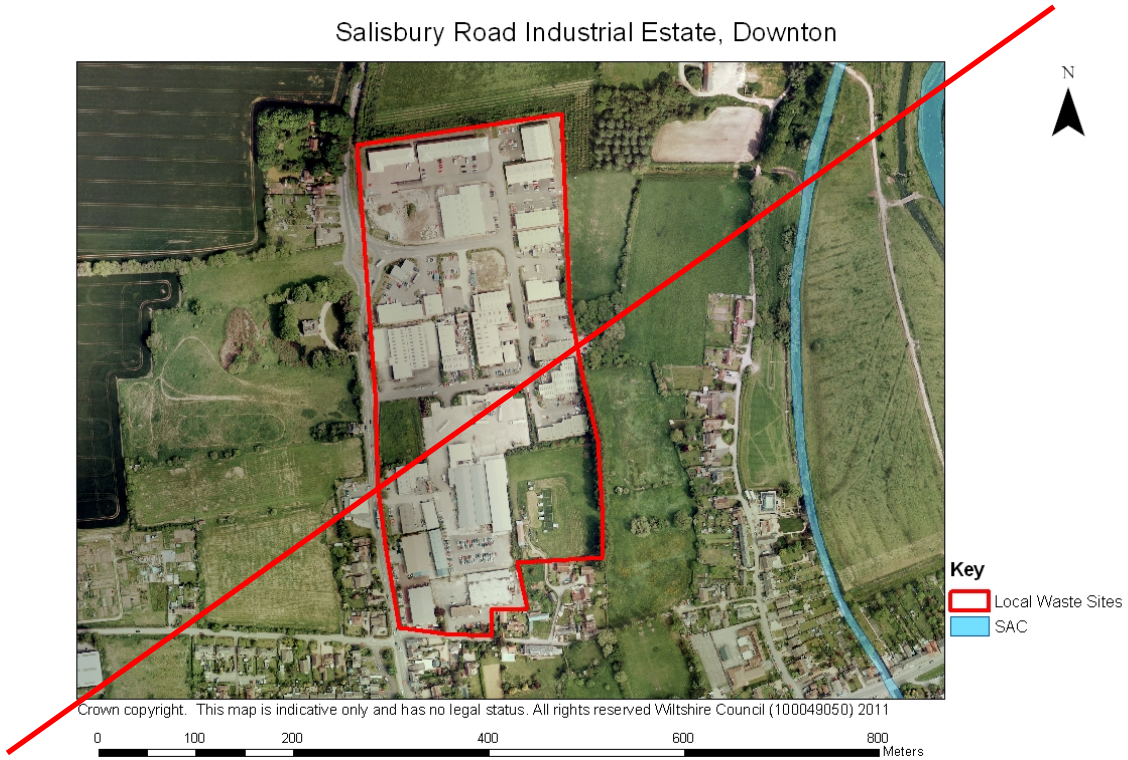 Salisbury Road Industrial Estate, Downton
N
Key
Local Waste Sites
SAC
Crown copyright. This map is indicative only and has no legal status. All rights reserved Wiltshire Council (100049050) 2011
0 100 200 400 600 800
Meters